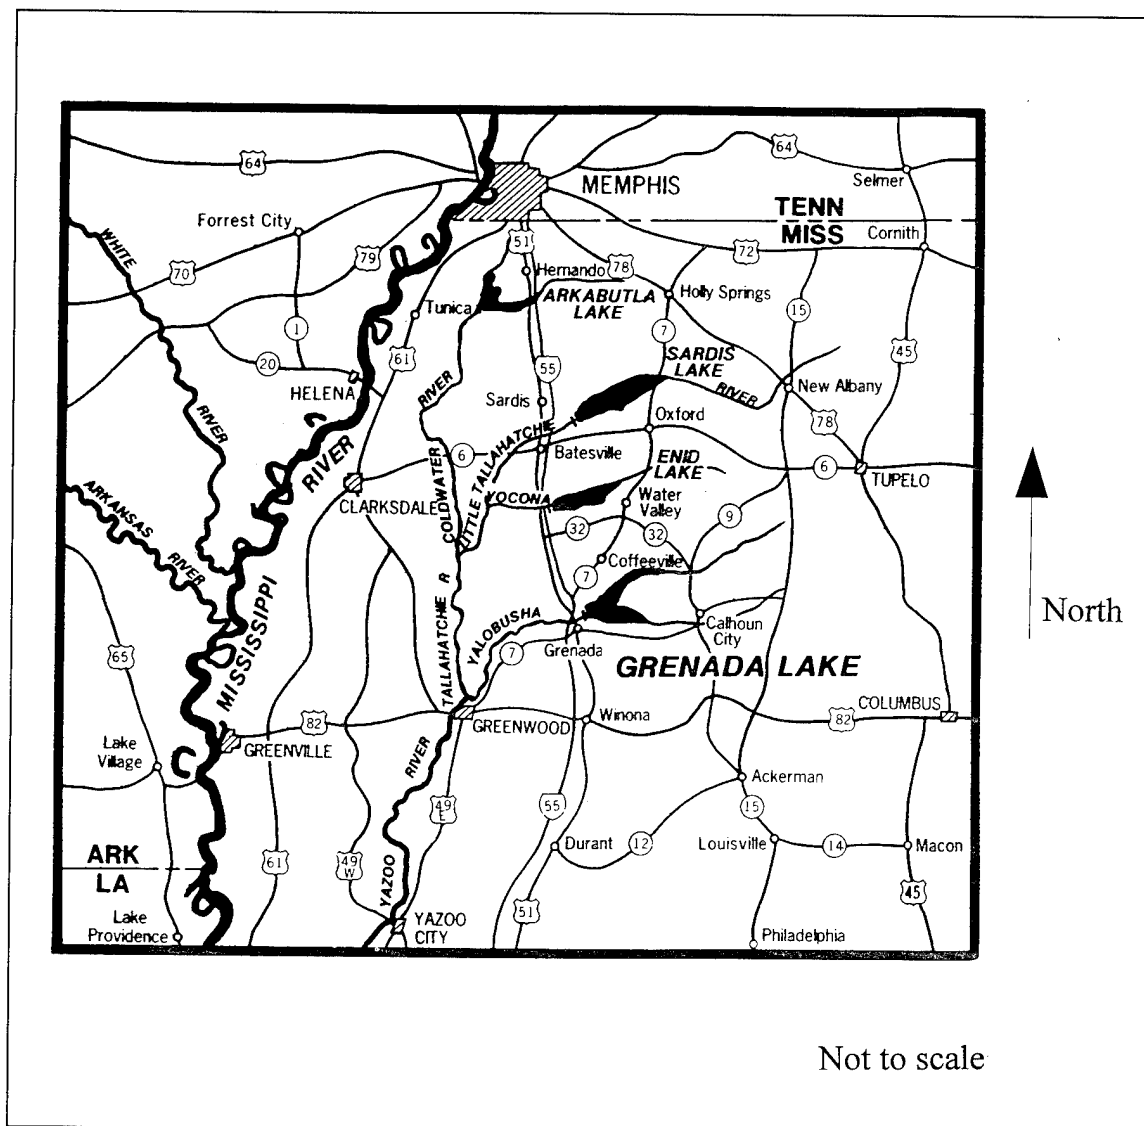 64
64
MEMPHIS
Selmer
TENN
MISS
Forrest City
WHITE
51
Cornith
79
72
70
Hernando
78
Holly Springs
ARKABUTLA
LAKE
Tunica
15
1
7
45
61
SARDIS
LAKE
20
55
HELENA
RIVER
RIVER
New Albany
Sardis
RIVER
Oxford
78
LITTLE TALLAHATCHIE
6
Batesville
ENID
LAKE
6
RIVER
TUPELO
CLARKSDALE
COLDWATER
YOCONA
Water
Valley
ARKANSAS
RIVER
32
32
9
Coffeeville
7
MISSISSIPPI
TALLAHATCHIE R
YALOBUSHA
Calhoun
City
North
65
7
Grenada
GRENADA LAKE
82
GREENWOOD
Winona
82
COLUMBUS
Lake
Village
GREENVILLE
RIVER
Ackerman
49
E
55
15
ARK
LA
61
49
W
Durant
12
Louisville
14
Macon
YAZOO
51
45
Lake
Providence
YAZOO
CITY
Philadelphia
Not to scale